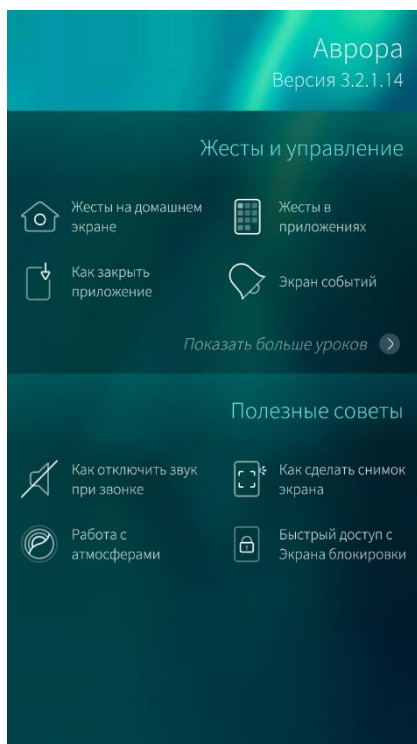 Аврора
Версия 3.2.1.14
Жесты и управление
Жесты на домашнем
экране
Жесты в
приложениях
Как закрыть
приложение
Экран событий
Показать больше уроков
Полезные советы
Как отключить звук
при звонке
Как сделать снимок
экрана
Работа с
атмосферами
Быстрый доступ с
Экрана блокировки